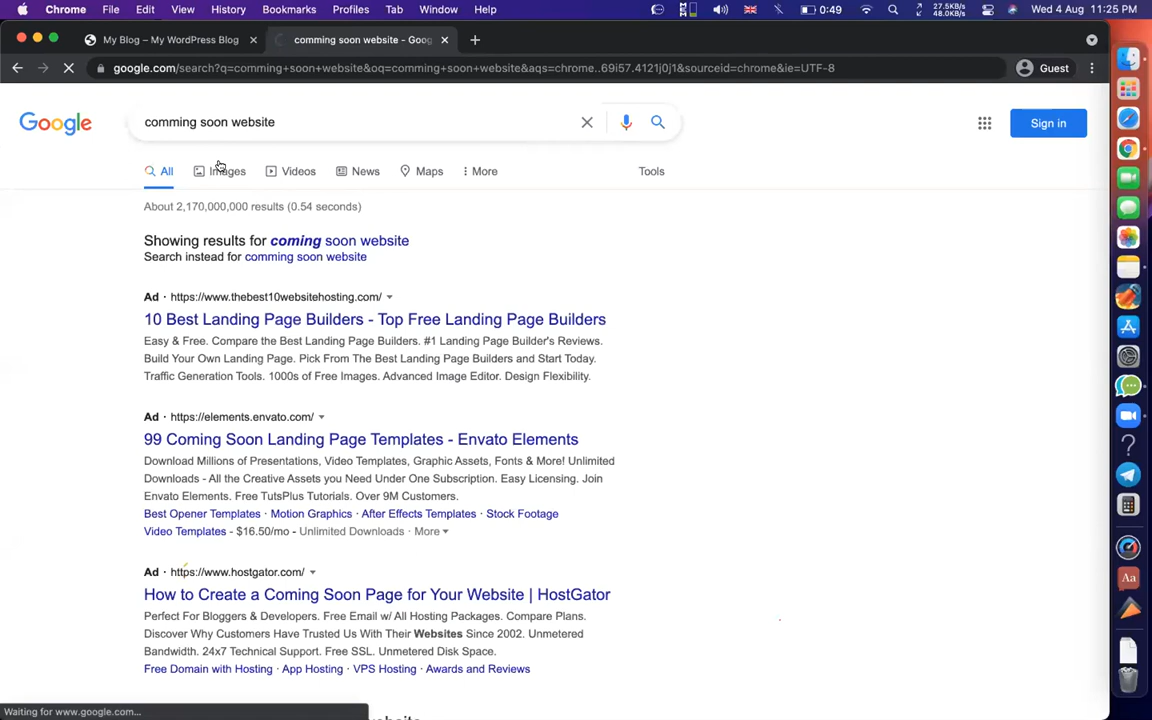 Chrome File Edit View History Bookmarks Profiles Tab Window Help 0:49 27.5KB/s 48.0KB/s Wed 4 Aug 11:25 PM
My Blog – My WordPress Blog comming soon website - Goog
google.com/search?q=comming+soon+website&oq=comming+soon+website&aqs=chrome..69i57.4121j0j1&sourceid=chrome&ie=UTF-8 Guest
Google comming soon website Sign in
All Images Videos News Maps More Tools
About 2,170,000,000 results (0.54 seconds)
Showing results for coming soon website
Search instead for comming soon website
Ad · https://www.thebest10websitehosting.com/
10 Best Landing Page Builders - Top Free Landing Page Builders
Easy & Free. Compare the Best Landing Page Builders. #1 Landing Page Builder's Reviews.
Build Your Own Landing Page. Pick From The Best Landing Page Builders and Start Today.
Traffic Generation Tools. 1000s of Free Images. Advanced Image Editor. Design Flexibility.
Ad · https://elements.envato.com/
99 Coming Soon Landing Page Templates - Envato Elements
Download Millions of Presentations, Video Templates, Graphic Assets, Fonts & More! Unlimited
Downloads - All the Creative Assets you Need Under One Subscription. Easy Licensing. Join
Envato Elements. Free TutsPlus Tutorials. Over 9M Customers.
Best Opener Templates · Motion Graphics · After Effects Templates · Stock Footage
Video Templates - $16.50/mo - Unlimited Downloads · More
Ad · https://www.hostgator.com/
How to Create a Coming Soon Page for Your Website | HostGator
Perfect For Bloggers & Developers. Free Email w/ All Hosting Packages. Compare Plans.
Discover Why Customers Have Trusted Us With Their Websites Since 2002. Unmetered
Bandwidth. 24x7 Technical Support. Free SSL. Unmetered Disk Space.
Free Domain with Hosting · App Hosting · VPS Hosting · Awards and Reviews
Waiting for www.google.com...
Aa